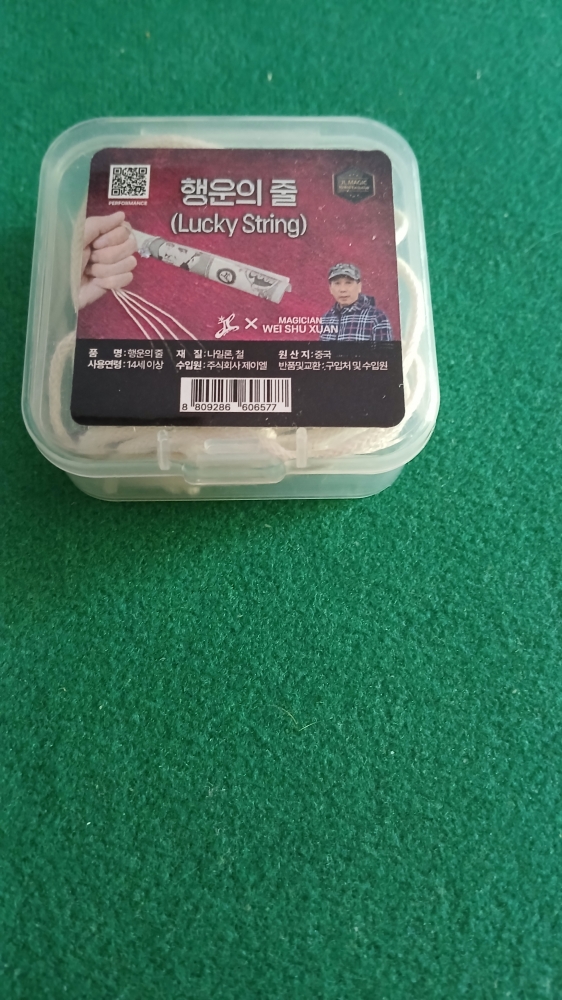 PERFORMANCE
행운의 줄
(Lucky String)
JL MAGIC
×
MAGICIAN
WEI SHU XUAN
품 명 : 행운의 줄 재 질 : 나일론, 철 원 산 지 : 중국
사용연령 : 14세 이상 수입원 : 주식회사 제이엘 반품및교환 : 구입처 및 수입원
8 809286 606577